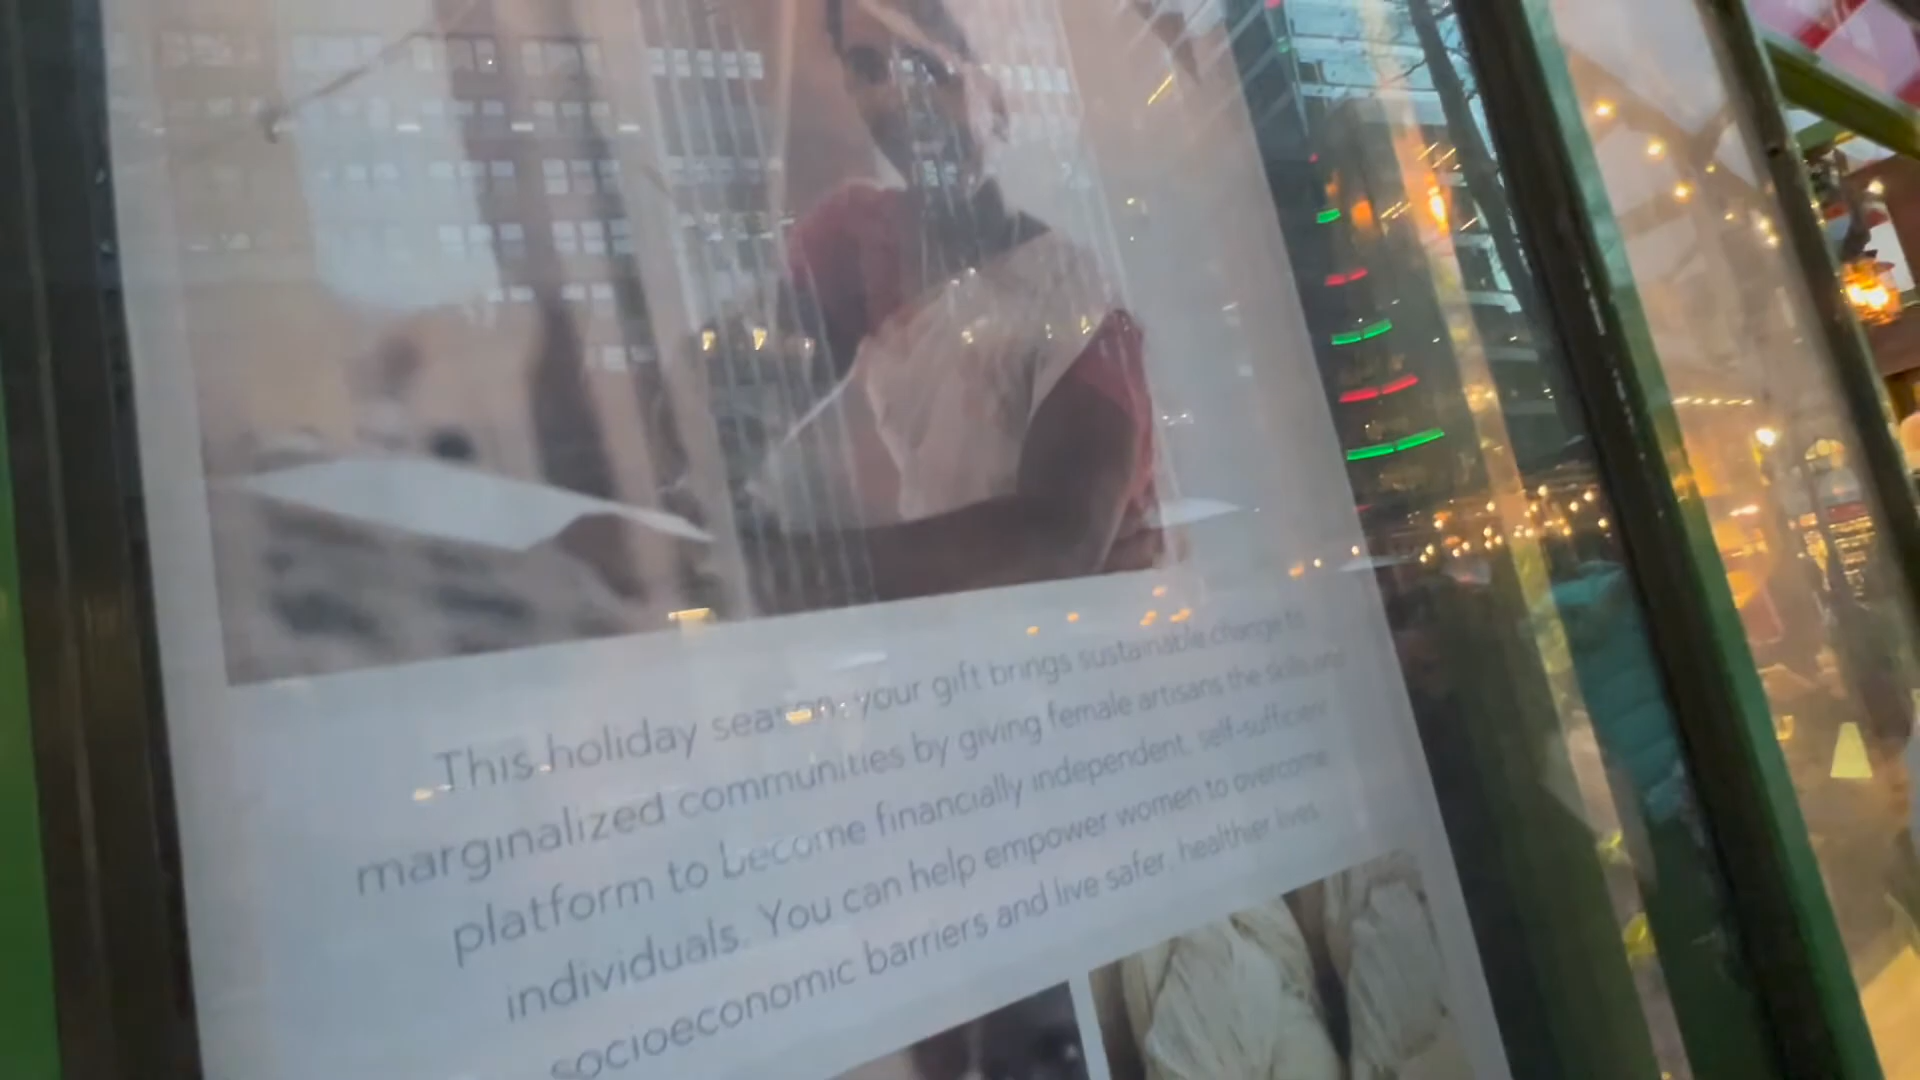 This holiday season, your gift brings sustainable change to
marginalized communities by giving female artisans the skills and
platform to become financially independent, self-sufficient
individuals. You can help empower women to overcome
socioeconomic barriers and live safer, healthier lives.